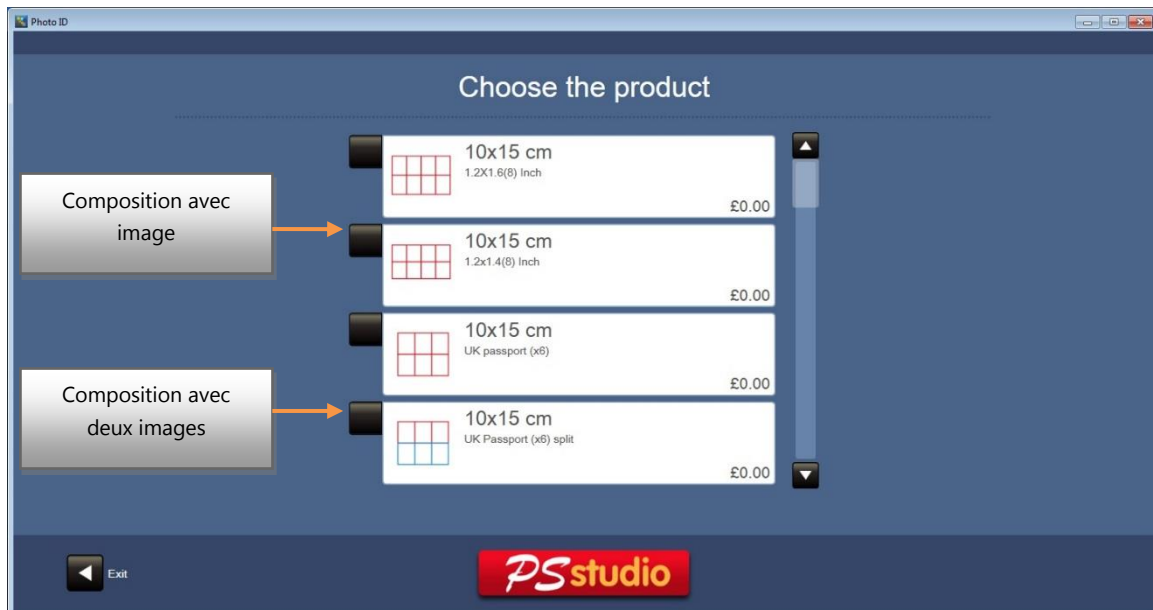 Photo ID
Choose the product
10x15 cm
1.2X1.6(8) Inch
£0.00
Composition avec
image
10x15 cm
1.2x1.4(8) Inch
£0.00
10x15 cm
UK passport (x6)
£0.00
Composition avec
deux images
10x15 cm
UK Passport (x6) split
£0.00
Exit
PSstudio